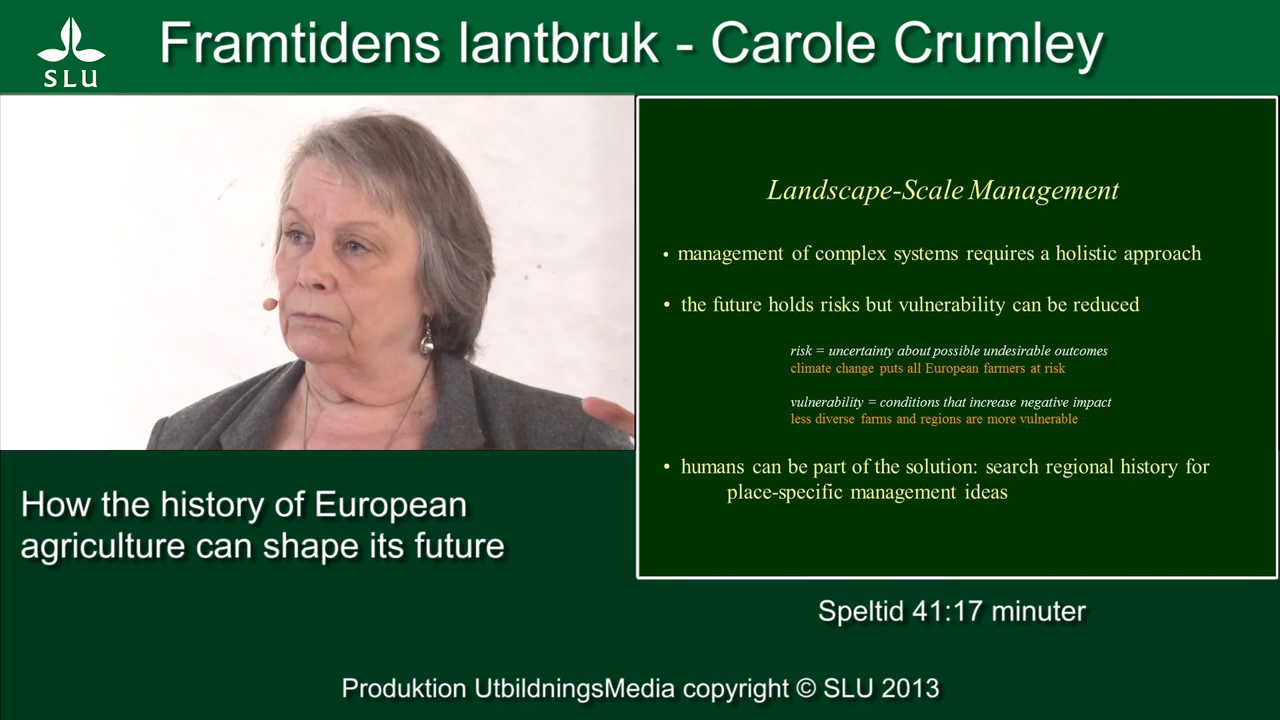 SLU
Framtidens lantbruk - Carole Crumley
Landscape-Scale Management
• management of complex systems requires a holistic approach
• the future holds risks but vulnerability can be reduced
risk = uncertainty about possible undesirable outcomes
climate change puts all European farmers at risk
vulnerability = conditions that increase negative impact
less diverse farms and regions are more vulnerable
• humans can be part of the solution: search regional history for
place-specific management ideas
How the history of European
agriculture can shape its future
Speltid 41:17 minuter
Produktion UtbildningsMedia copyright © SLU 2013